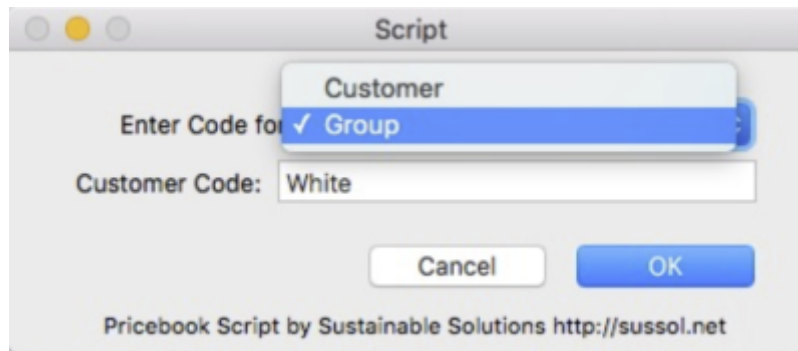 Script
Customer
Enter Code for ✓ Group
Customer Code: White
Cancel OK
Pricebook Script by Sustainable Solutions http://sussol.net